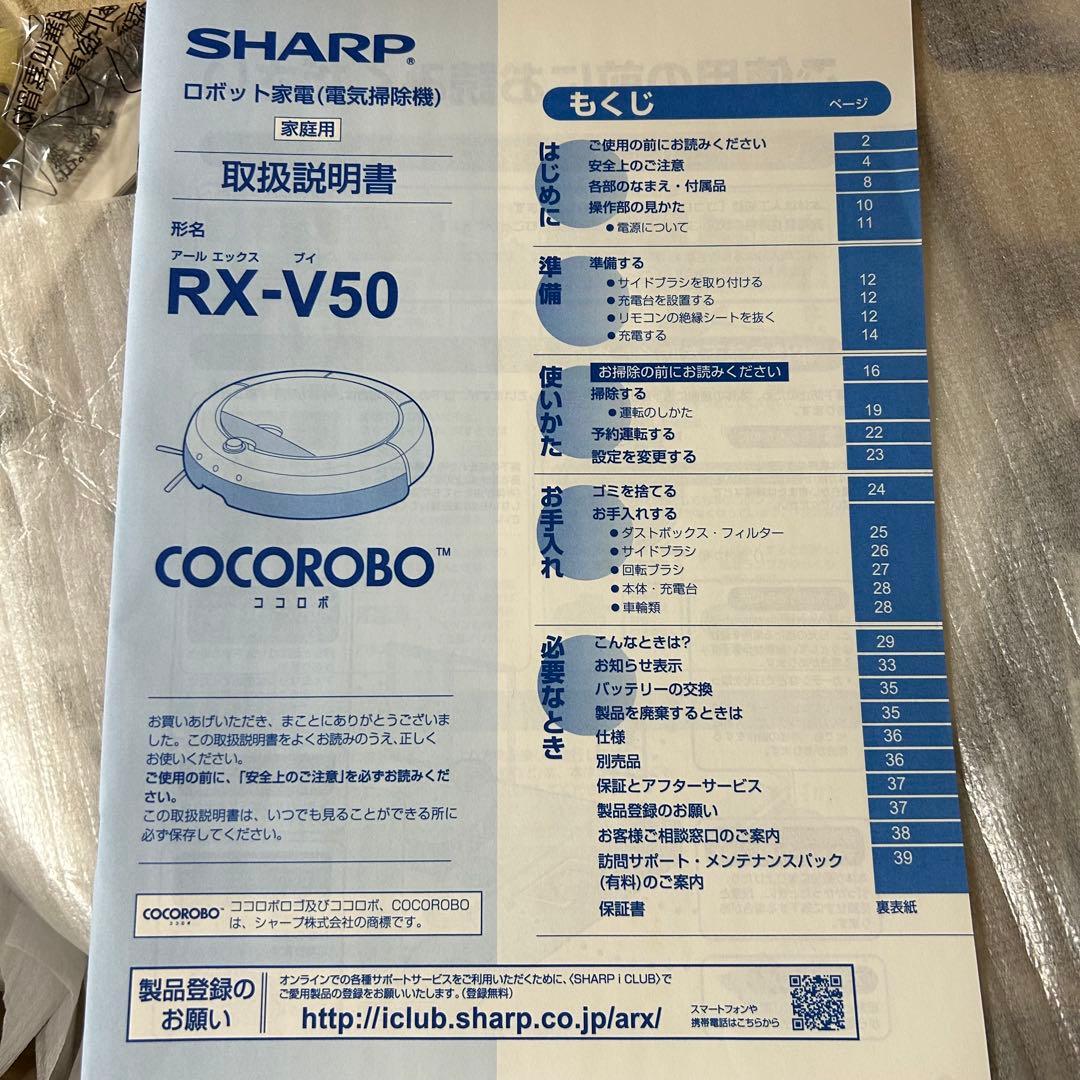 SHARP®
ロボット家電(電気掃除機)
家庭用
取扱説明書
形名
アール エックス ブイ
RX-V50
COCOROBO™
ココロボ
お買いあげいただき、まことにありがとうございま
した。この取扱説明書をよくお読みのうえ、正しく
お使いください。
ご使用の前に、「安全上のご注意」を必ずお読みくだ
さい。
この取扱説明書は、いつでも見ることができる所に
必ず保存してください。
COCOROBO™
ココロボ
ココロボロゴ及びココロボ、COCOROBO
は、シャープ株式会社の商標です。
もくじ ページ
はじめに
ご使用の前にお読みください 2
安全上のご注意 4
各部のなまえ・付属品 8
操作部の見かた 10
●電源について 11
準備
準備する
●サイドブラシを取り付ける 12
●充電台を設置する 12
●リモコンの絶縁シートを抜く 12
●充電する 14
使いかた
お掃除の前にお読みください 16
掃除する
●運転のしかた 19
予約運転する 22
設定を変更する 23
お手入れ
ゴミを捨てる 24
お手入れする
●ダストボックス・フィルター 25
●サイドブラシ 26
●回転ブラシ 27
●本体・充電台 28
●車輪類 28
必要なとき
こんなときは? 29
お知らせ表示 33
バッテリーの交換 35
製品を廃棄するときは 35
仕様 36
別売品 36
保証とアフターサービス 37
製品登録のお願い 37
お客様ご相談窓口のご案内 38
訪問サポート・メンテナンスパック 39
(有料)のご案内
保証書 裏表紙
製品登録の
お願い
オンラインでの各種サポートサービスをご利用いただくために、〈SHARP i CLUB〉で
ご愛用製品の登録をお願いいたします。(登録無料)
http://iclub.sharp.co.jp/arx/
スマートフォンや
携帯電話はこちらから